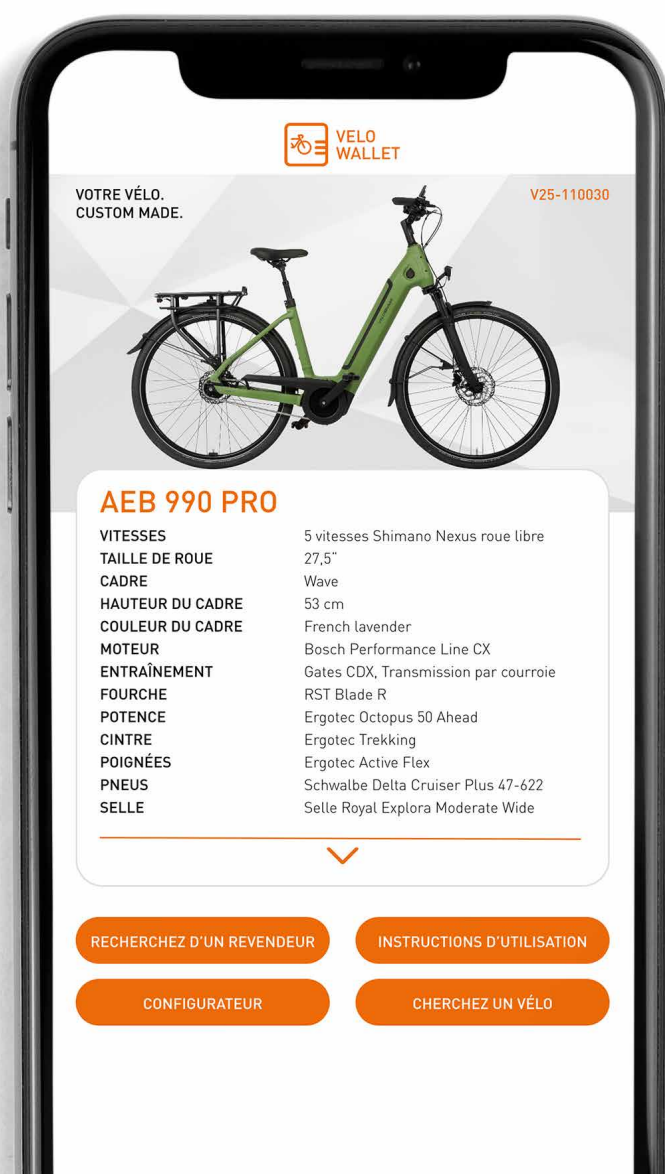 VELO
WALLET
VOTRE VÉLO.
CUSTOM MADE.
V25-110030
AEB 990 PRO
VITESSES 5 vitesses Shimano Nexus roue libre
TAILLE DE ROUE 27,5“
CADRE Wave
HAUTEUR DU CADRE 53 cm
COULEUR DU CADRE French lavender
MOTEUR Bosch Performance Line CX
ENTRAÎNEMENT Gates CDX, Transmission par courroie
FOURCHE RST Blade R
POTENCE Ergotec Octopus 50 Ahead
CINTRE Ergotec Trekking
POIGNÉES Ergotec Active Flex
PNEUS Schwalbe Delta Cruiser Plus 47-622
SELLE Selle Royal Explora Moderate Wide
RECHERCHEZ D’UN REVENDEUR
INSTRUCTIONS D’UTILISATION
CONFIGURATEUR
CHERCHEZ UN VÉLO